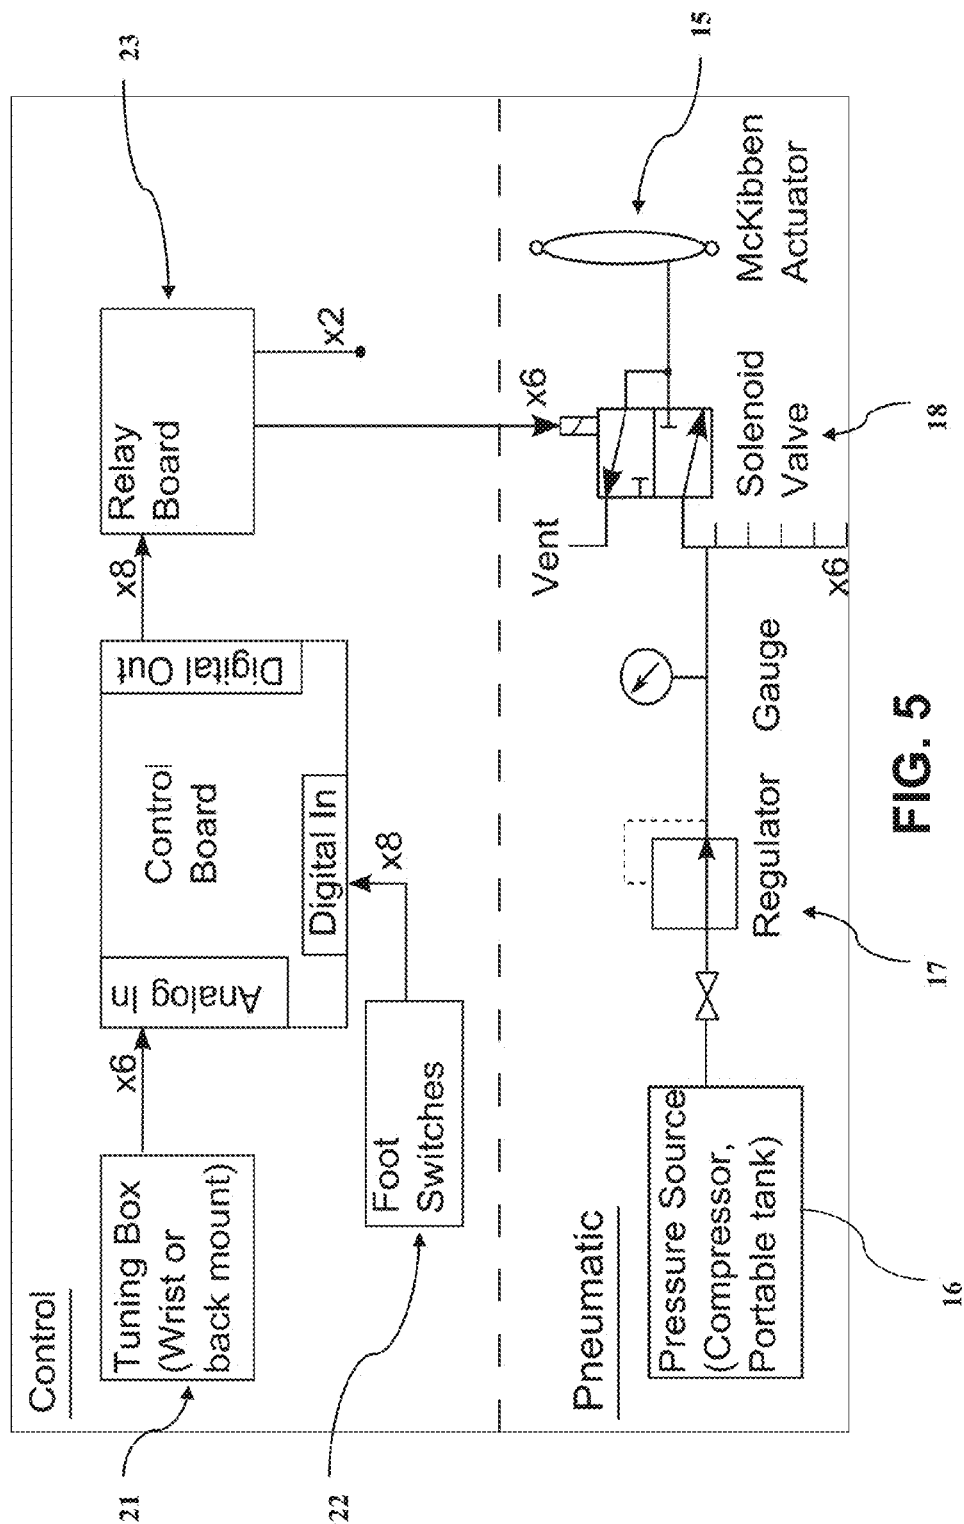 Control
21
Tuning Box
(Wrist or
back mount)
x6
Analog In
Control
Board
Digital In
Digital Out
x8
Foot
Switches
22
x8
Relay
Board
23
x2
x6
Pneumatic
Pressure Source
(Compressor,
Portable tank)
16
Regulator
17
Gauge
Vent
x6
Solenoid
Valve
18
McKibben
Actuator
15
FIG. 5